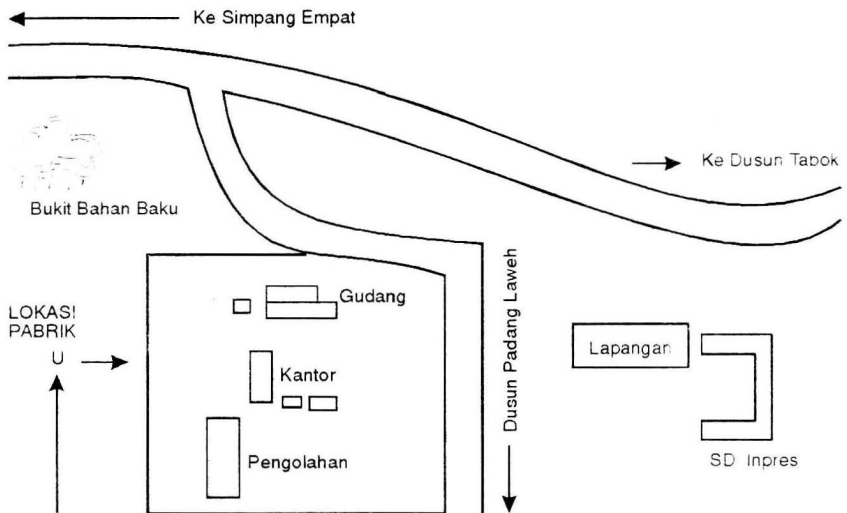 Ke Simpang Empat
Ke Dusun Tabok
Bukit Bahan Baku
Gudang
LOKASI
PABRIK
U
Dusun Padang Laweh
Lapangan
Kantor
Pengolahan
SD Inpres